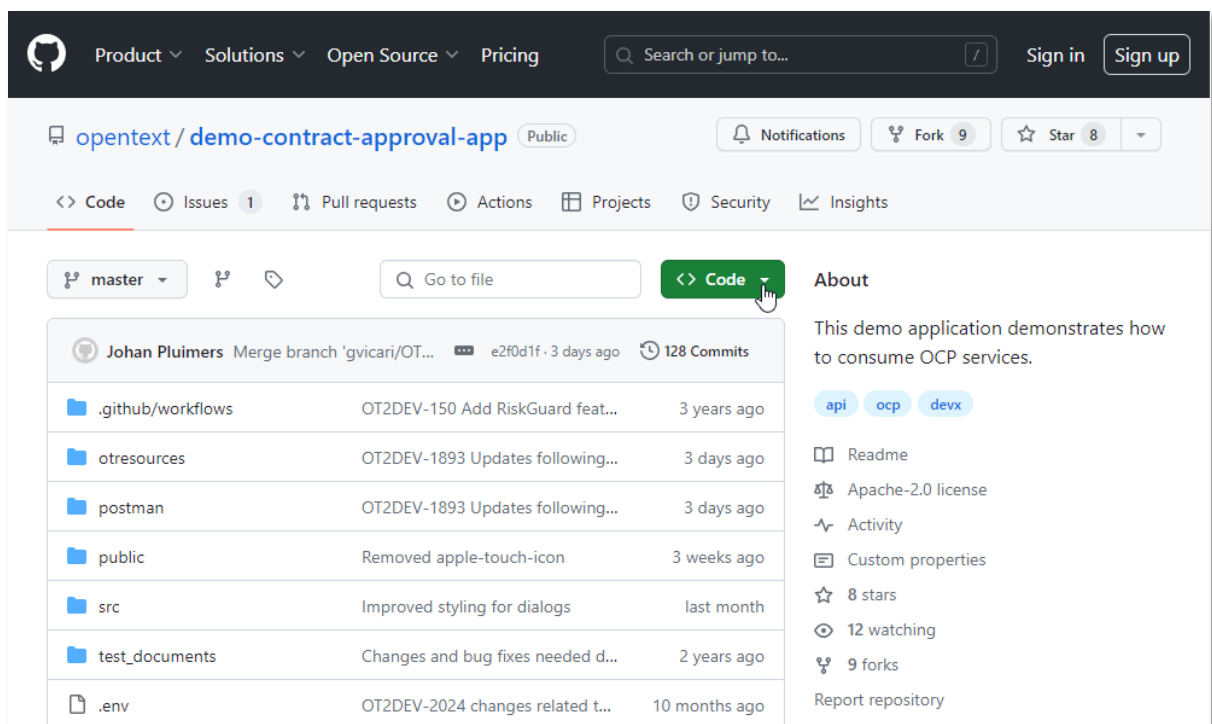 Product Solutions Open Source Pricing Search or jump to... / Sign in Sign up
opentext / demo-contract-approval-app Public Notifications Fork 9 Star 8
Code Issues 1 Pull requests Actions Projects Security Insights
master Go to file Code
Johan Pluimers Merge branch 'gvicari/OT... e2f0d1f · 3 days ago 128 Commits
.github/workflows OT2DEV-150 Add RiskGuard feat... 3 years ago
otresources OT2DEV-1893 Updates following... 3 days ago
postman OT2DEV-1893 Updates following... 3 days ago
public Removed apple-touch-icon 3 weeks ago
src Improved styling for dialogs last month
test_documents Changes and bug fixes needed d... 2 years ago
.env OT2DEV-2024 changes related t... 10 months ago
About
This demo application demonstrates how
to consume OCP services.
api ocp devx
Readme
Apache-2.0 license
Activity
Custom properties
8 stars
12 watching
9 forks
Report repository